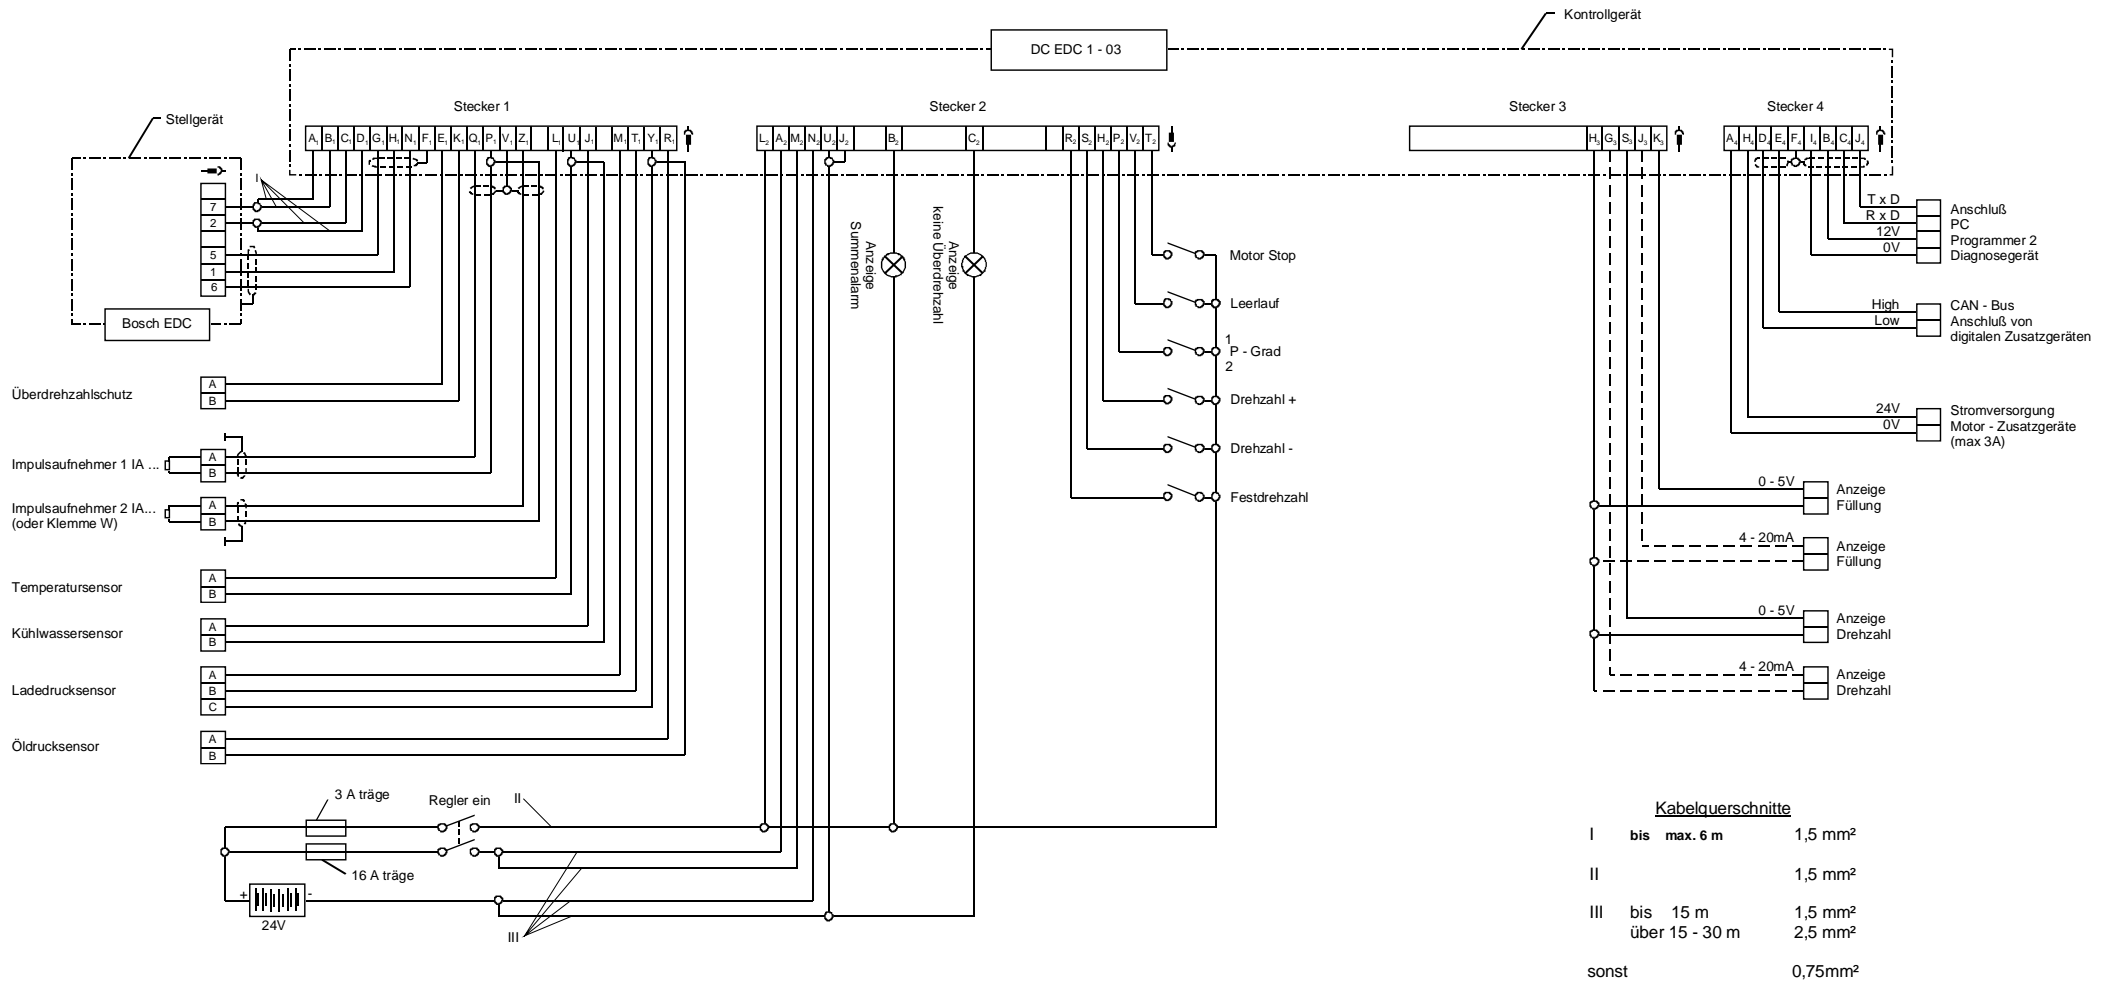 Kontrollgerät
DC EDC 1 - 03
Stecker 1
Stecker 2
Stecker 3
Stecker 4
Stellgerät
A₁ B₁ C₁ D₁ G₁ H₁ N₁ F₁ E₁ K₁ Q₁ P₁ V₁ Z₁ L₁ U₁ J₁ M₁ T₁ Y₁ R₁
L₂ A₂ M₂ N₂ U₂ J₂ B₂ C₂ R₂ S₂ H₂ P₂ V₂ T₂
H₃ G₃ S₃ J₃ K₃
A₄ H₄ D₄ E₄ F₄ I₄ B₄ C₄ J₄
I
7
2
5
1
6
Bosch EDC
Überdrehzahlschutz
A
B
Impulsaufnehmer 1 IA ...
A
B
Impulsaufnehmer 2 IA...
(oder Klemme W)
A
B
Temperatursensor
A
B
Kühlwassersensor
A
B
Ladedrucksensor
A
B
C
Öldrucksensor
A
B
3 A träge
Regler ein
II
16 A träge
+
-
24V
III
Anzeige
Summenalarm
Anzeige
keine Überdrehzahl
Motor Stop
Leerlauf
1
P - Grad
2
Drehzahl +
Drehzahl -
Festdrehzahl
T x D
R x D
12V
0V
Anschluß
PC
Programmer 2
Diagnosegerät
High
Low
CAN - Bus
Anschluß von
digitalen Zusatzgeräten
24V
0V
Stromversorgung
Motor - Zusatzgeräte
(max 3A)
0 - 5V
Anzeige
Füllung
4 - 20mA
Anzeige
Füllung
0 - 5V
Anzeige
Drehzahl
4 - 20mA
Anzeige
Drehzahl
Kabelquerschnitte
I bis max. 6 m 1,5 mm²
II 1,5 mm²
III bis 15 m 1,5 mm²
über 15 - 30 m 2,5 mm²
sonst 0,75mm²